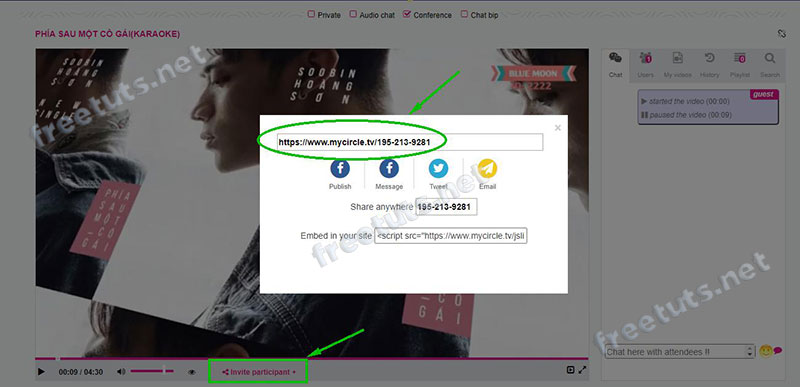 Private Audio chat Conference Chat bip
PHÍA SAU MỘT CÔ GÁI(KARAOKE)
SOOBIN
HOÀNG
SƠN
NEW
SINGLE
SOOBIN
HOÀNG
SƠN
BLUE MOON
PHÍA
SAU
MỘT
CÔ
GÁI
CÔ
GÁI
×
https://www.mycircle.tv/195-213-9281
Publish Message Tweet Email
Share anywhere 195-213-9281
Embed in your site <script src="https://www.mycircle.tv/jsli
Chat Users My videos History Playlist Search
1 0
guest
started the video (00:00)
paused the video (00:09)
Chat here with attendees !!
00:09 / 04:30 Invite participant +
freetuts.net
freetuts.net
freetuts.net
freetuts.net